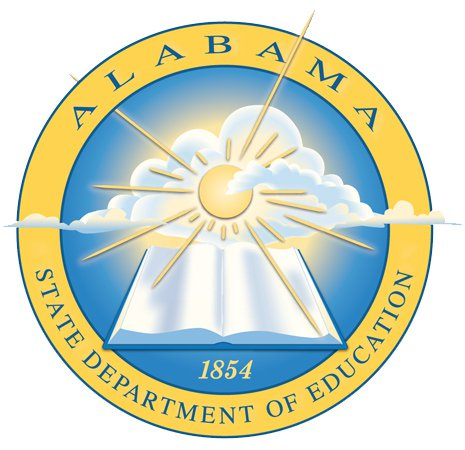 ALABAMA
1854
STATE DEPARTMENT OF EDUCATION